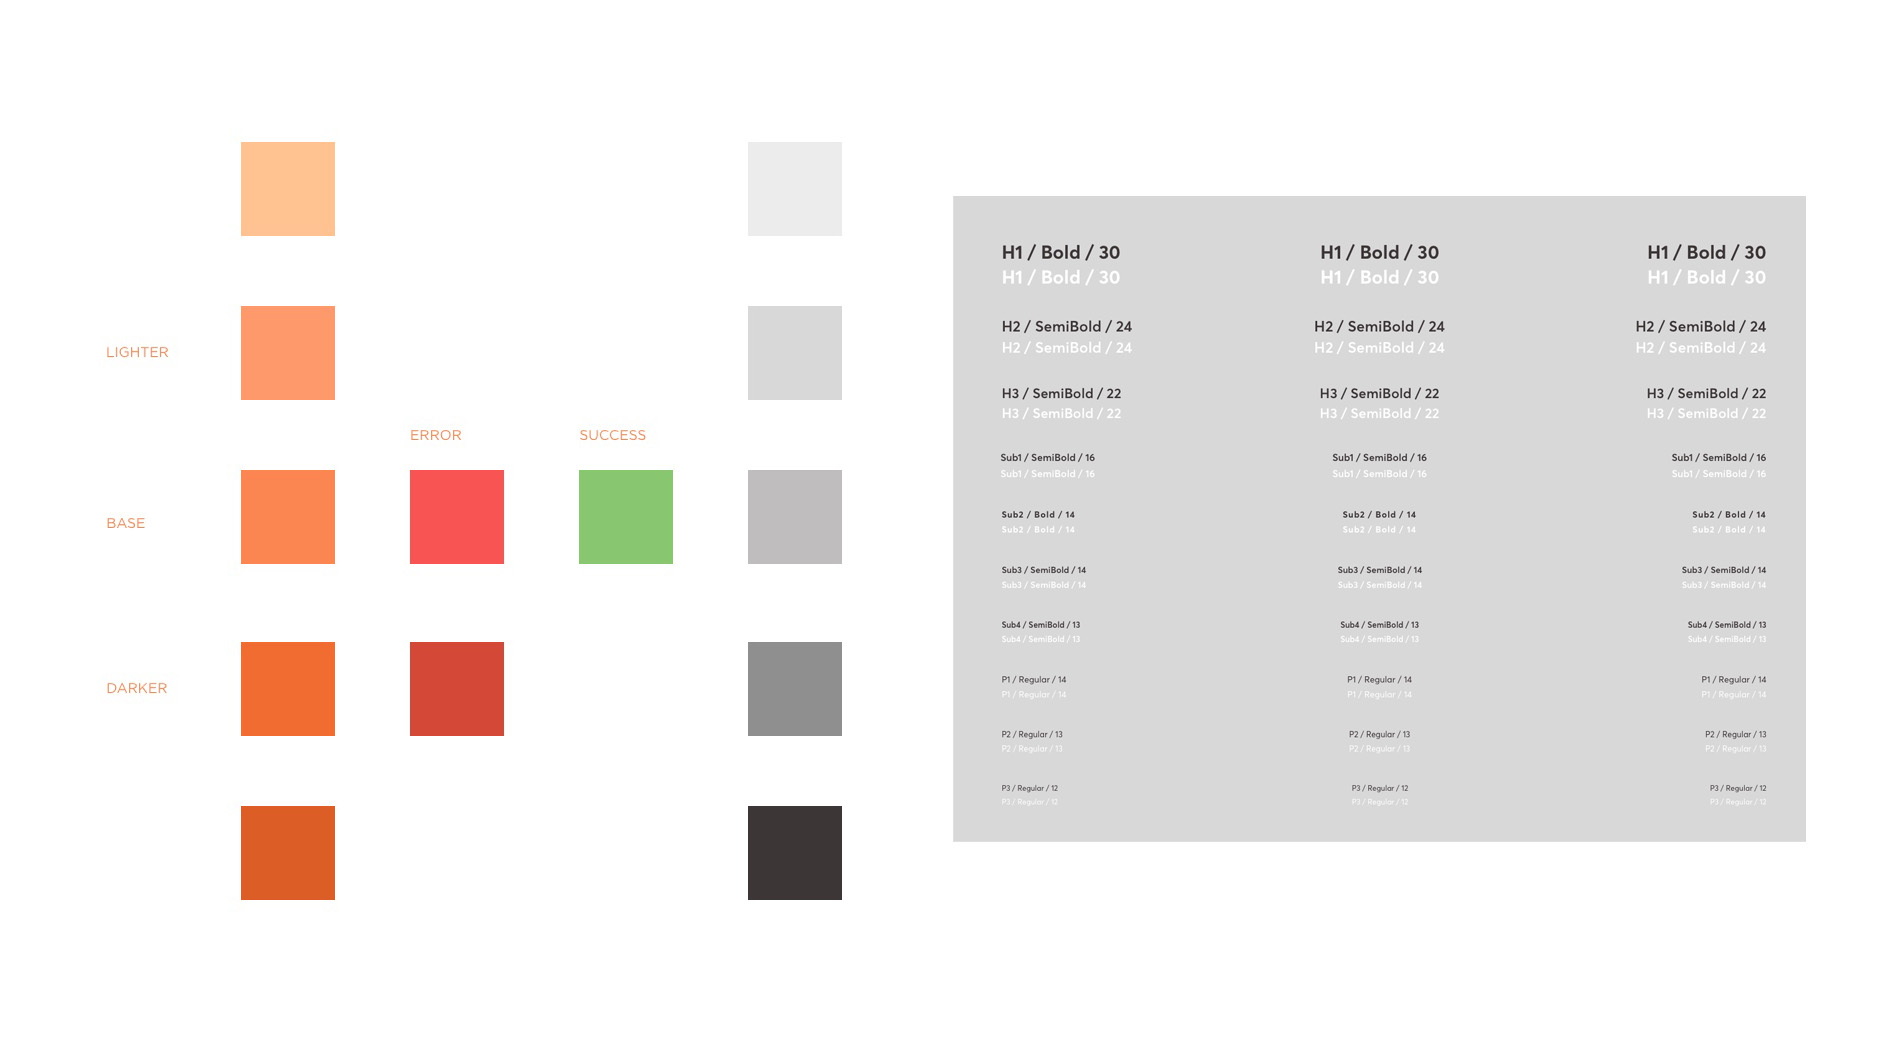 LIGHTER
ERROR
SUCCESS
BASE
DARKER
H1 / Bold / 30
H1 / Bold / 30
H2 / SemiBold / 24
H2 / SemiBold / 24
H3 / SemiBold / 22
H3 / SemiBold / 22
Sub1 / SemiBold / 16
Sub1 / SemiBold / 16
Sub2 / Bold / 14
Sub2 / Bold / 14
Sub3 / SemiBold / 14
Sub3 / SemiBold / 14
Sub4 / SemiBold / 13
Sub4 / SemiBold / 13
P1 / Regular / 14
P1 / Regular / 14
P2 / Regular / 13
P2 / Regular / 13
P3 / Regular / 12
P3 / Regular / 12
H1 / Bold / 30
H1 / Bold / 30
H2 / SemiBold / 24
H2 / SemiBold / 24
H3 / SemiBold / 22
H3 / SemiBold / 22
Sub1 / SemiBold / 16
Sub1 / SemiBold / 16
Sub2 / Bold / 14
Sub2 / Bold / 14
Sub3 / SemiBold / 14
Sub3 / SemiBold / 14
Sub4 / SemiBold / 13
Sub4 / SemiBold / 13
P1 / Regular / 14
P1 / Regular / 14
P2 / Regular / 13
P2 / Regular / 13
P3 / Regular / 12
P3 / Regular / 12
H1 / Bold / 30
H1 / Bold / 30
H2 / SemiBold / 24
H2 / SemiBold / 24
H3 / SemiBold / 22
H3 / SemiBold / 22
Sub1 / SemiBold / 16
Sub1 / SemiBold / 16
Sub2 / Bold / 14
Sub2 / Bold / 14
Sub3 / SemiBold / 14
Sub3 / SemiBold / 14
Sub4 / SemiBold / 13
Sub4 / SemiBold / 13
P1 / Regular / 14
P1 / Regular / 14
P2 / Regular / 13
P2 / Regular / 13
P3 / Regular / 12
P3 / Regular / 12